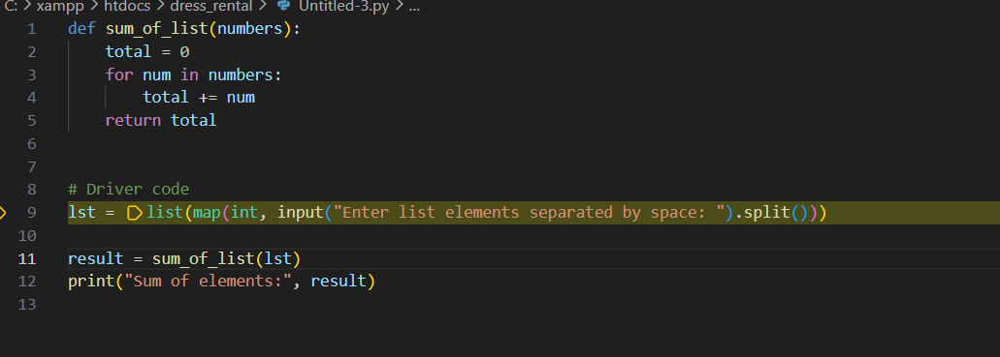 C: > xampp > htdocs > dress_rental > Untitled-3.py > ...
1 def sum_of_list(numbers):
2     total = 0
3     for num in numbers:
4         total += num
5     return total
6
7
8 # Driver code
9 lst = list(map(int, input("Enter list elements separated by space: ").split()))
10
11 result = sum_of_list(lst)
12 print("Sum of elements:", result)
13